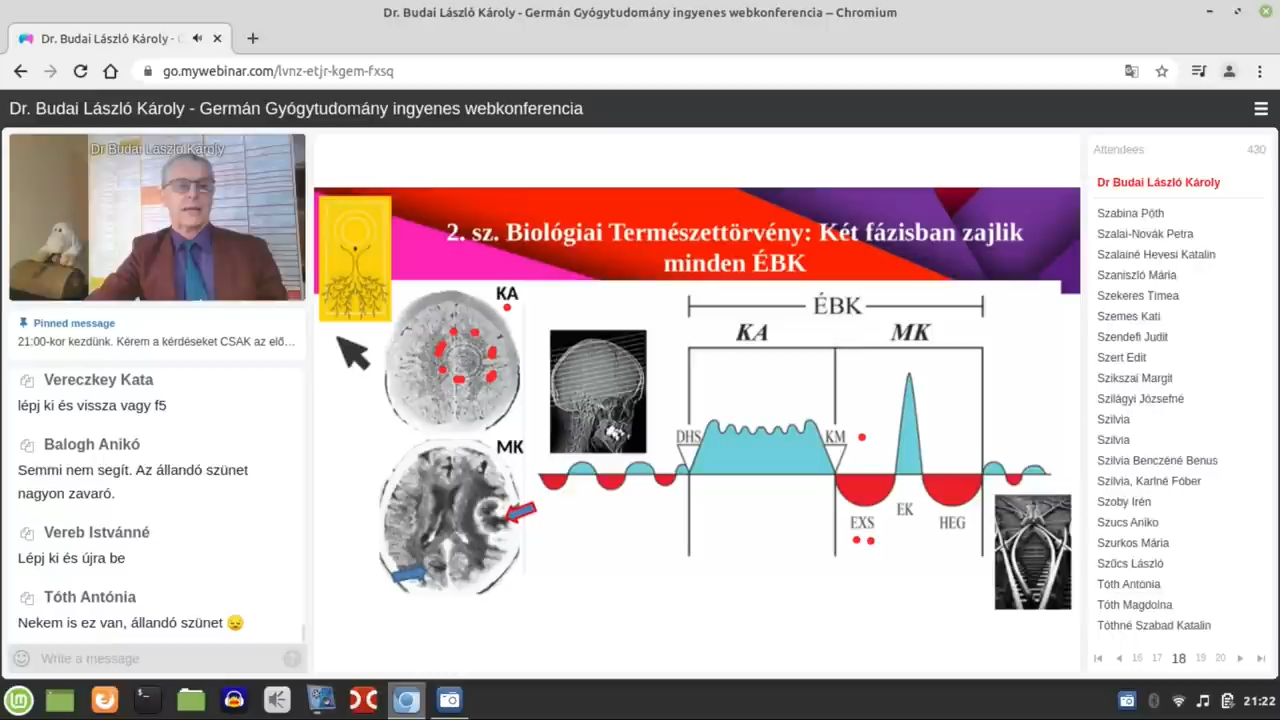 Dr. Budai László Károly - Germán Gyógytudomány ingyenes webkonferencia – Chromium
Dr. Budai László Károly - G
go.mywebinar.com/lvnz-etjr-kgem-fxsq
Dr. Budai László Károly - Germán Gyógytudomány ingyenes webkonferencia
Dr Budai László Károly
Pinned message
21:00-kor kezdünk. Kérem a kérdéseket CSAK az elő…
Vereczkey Kata
lépj ki és vissza vagy f5
Balogh Anikó
Semmi nem segít. Az állandó szünet
nagyon zavaró.
Vereb Istvánné
Lépj ki és újra be
Tóth Antónia
Nekem is ez van, állandó szünet 😔
Write a message
2. sz. Biológiai Természettörvény: Két fázisban zajlik
minden ÉBK
KA
MK
ÉBK
KA
MK
DHS
KM
EXS
EK
HEG
Attendees
430
Dr Budai László Károly
Szabina Póth
Szalai-Novák Petra
Szalainé Hevesi Katalin
Szaniszló Mária
Szekeres Tímea
Szemes Kati
Szendefi Judit
Szert Edit
Szikszai Margit
Szilágyi Józsefné
Szilvia
Szilvia
Szilvia Benczéné Benus
Szilvia, Karlné Fóber
Szoby Irén
Szucs Aniko
Szurkos Mária
Szűcs László
Tóth Antónia
Tóth Magdolna
Tóthné Szabad Katalin
16 17 18 19 20
21:22